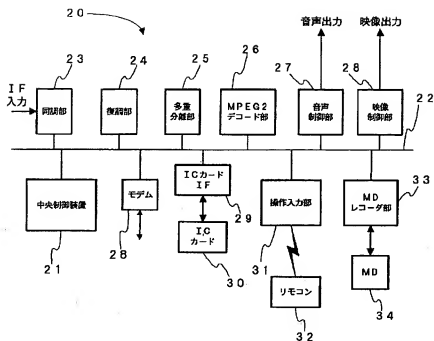 20
音声出力
映像出力
23
24
25
26
27
28
IF
入力
同調部
復調部
多重
分離部
MPEG2
デコード部
音声
制御部
映像
制御部
22
中央制御装置
モデム
ICカード
IF
操作入力部
MD
レコーダ部
33
21
28
29
IC
カード
30
31
リモコン
32
MD
34